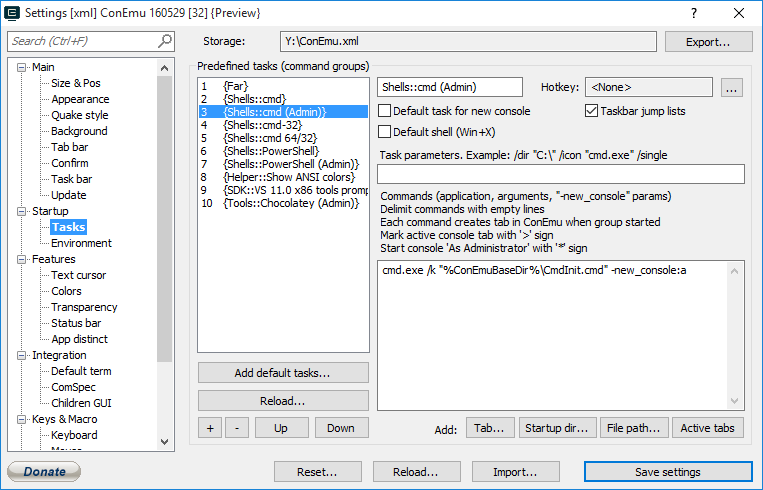 Settings [xml] ConEmu 160529 [32] {Preview}
?
Search (Ctrl+F)
Storage:
Y:\ConEmu.xml
Export...
Main
Size & Pos
Appearance
Quake style
Background
Tab bar
Confirm
Task bar
Update
Startup
Tasks
Environment
Features
Text cursor
Colors
Transparency
Status bar
App distinct
Integration
Default term
ComSpec
Children GUI
Keys & Macro
Keyboard
Predefined tasks (command groups)
1 {Far}
2 {Shells::cmd}
3 {Shells::cmd (Admin)}
4 {Shells::cmd-32}
5 {Shells::cmd 64/32}
6 {Shells::PowerShell}
7 {Shells::PowerShell (Admin)}
8 {Helper::Show ANSI colors}
9 {SDK::VS 11.0 x86 tools promp
10 {Tools::Chocolatey (Admin)}
Add default tasks...
Reload...
+ - Up Down
Shells::cmd (Admin)
Hotkey:
<None>
...
Default task for new console
Taskbar jump lists
Default shell (Win+X)
Task parameters. Example: /dir "C:\" /icon "cmd.exe" /single
Commands (application, arguments, "-new_console" params)
Delimit commands with empty lines
Each command creates tab in ConEmu when group started
Mark active console tab with '>' sign
Start console 'As Administrator' with '*' sign
cmd.exe /k "%ConEmuBaseDir%\CmdInit.cmd" -new_console:a
Add:
Tab...
Startup dir...
File path...
Active tabs
Donate
Reset...
Reload...
Import...
Save settings